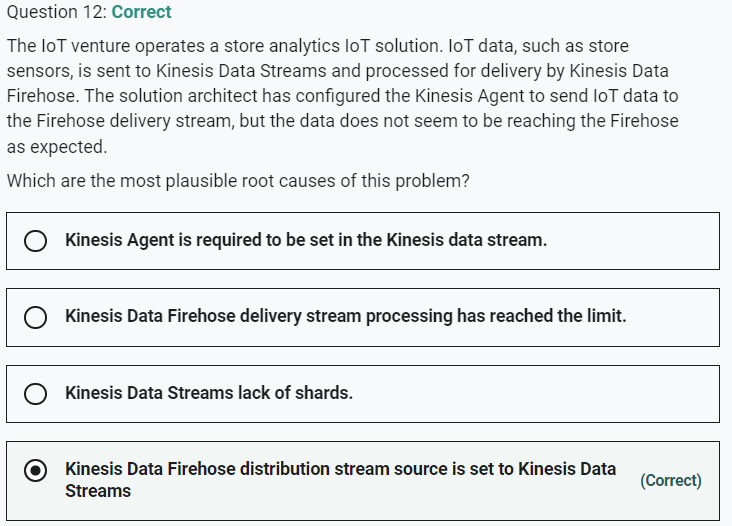 Question 12: Correct
The IoT venture operates a store analytics IoT solution. IoT data, such as store
sensors, is sent to Kinesis Data Streams and processed for delivery by Kinesis Data
Firehose. The solution architect has configured the Kinesis Agent to send IoT data to
the Firehose delivery stream, but the data does not seem to be reaching the Firehose
as expected.
Which are the most plausible root causes of this problem?
Kinesis Agent is required to be set in the Kinesis data stream.
Kinesis Data Firehose delivery stream processing has reached the limit.
Kinesis Data Streams lack of shards.
Kinesis Data Firehose distribution stream source is set to Kinesis Data
Streams
(Correct)